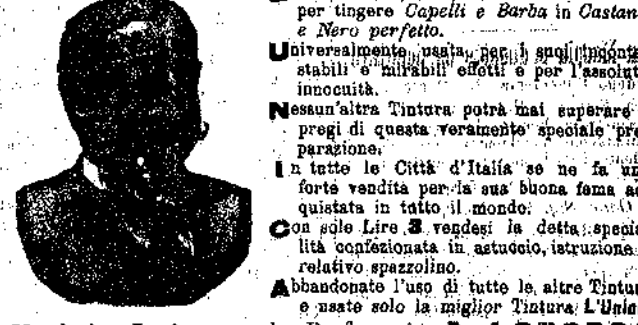 per tingere Capelli e Barba in Castan
e Nero perfetto.
Universalmente usata per i suoi incont
stabili e mirabili effetti e per l'assolut
innocuità.
Nessun'altra Tintura potrà mai superare
pregi di questa veramente speciale pre
parazione.
In tutte le Città d'Italia se ne fa un
forte vendita per la sua buona fama ac
quistata in tutto il mondo.
Con sole Lire 3 vendesi la detta speci
lità confezionata in astuccio, istruzione
relativo spazzolino.
Abbandonate l'uso di tutte le altre Tintur
e usate solo la miglior Tintura L'Unic